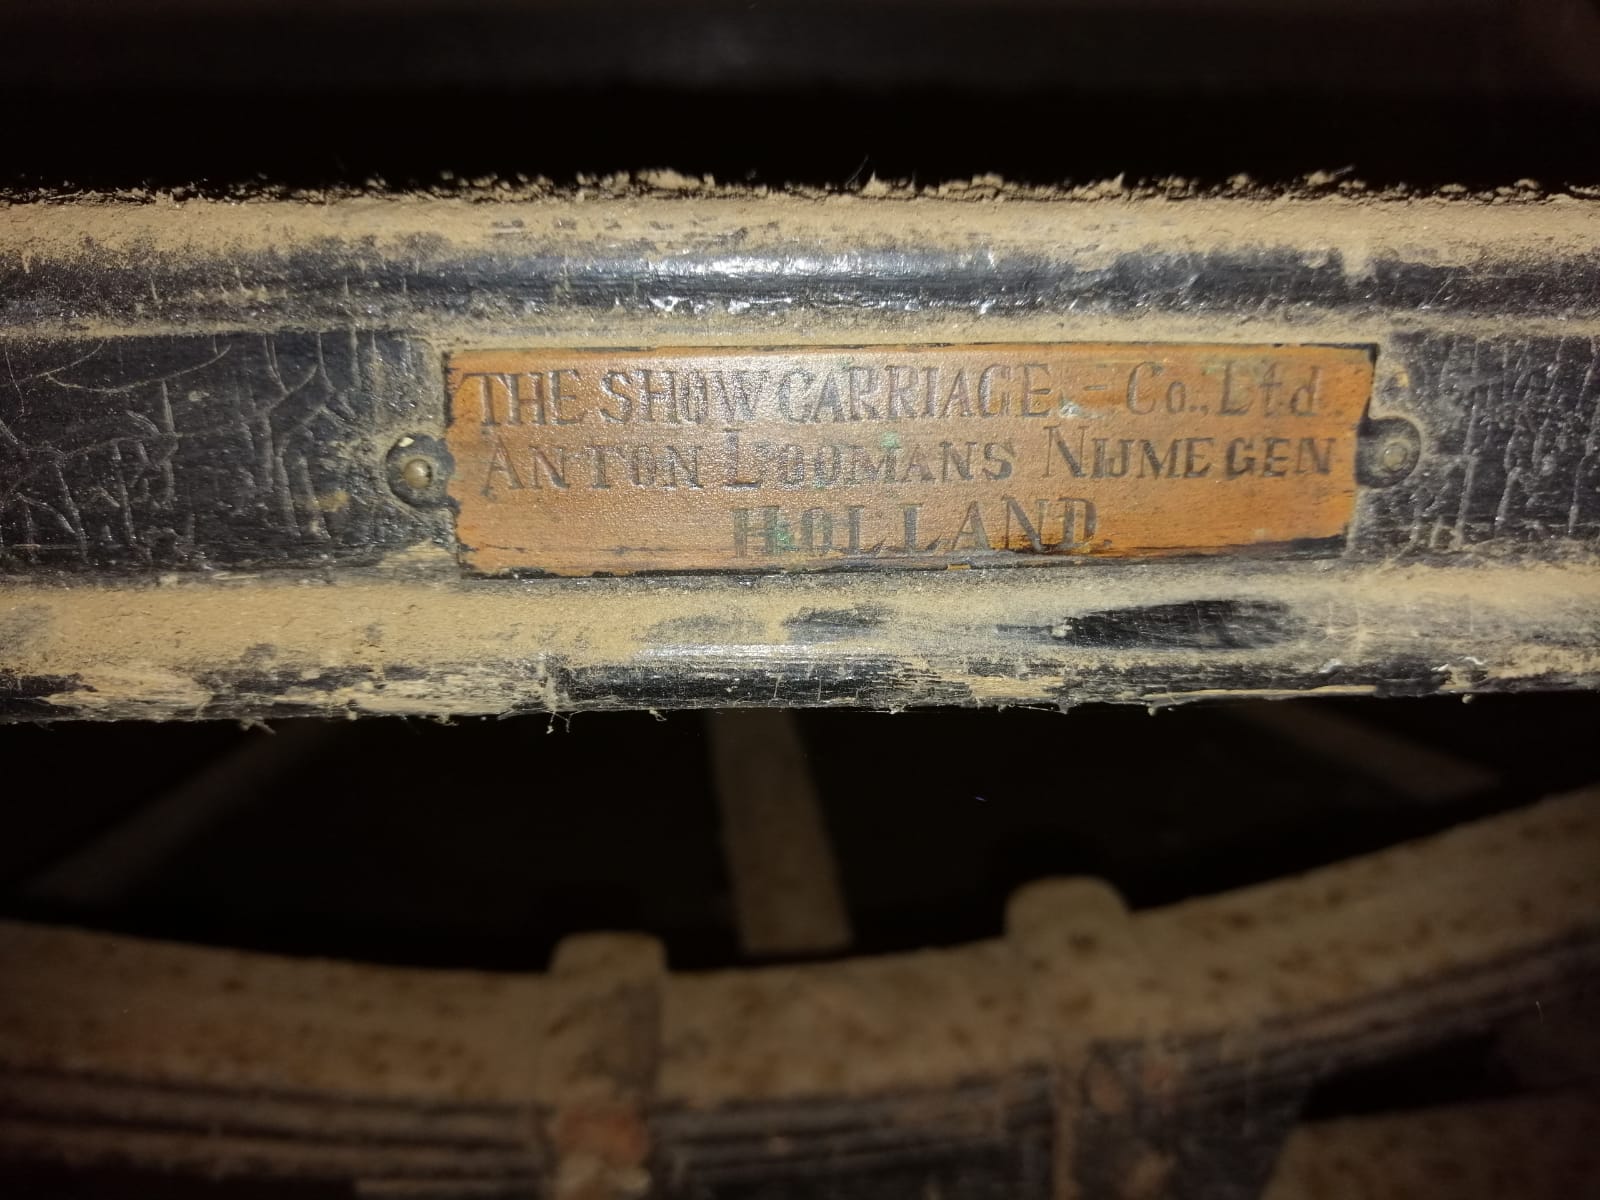 THE SHOW CARRIAGE - Co., Ltd.
ANTON LOOMANS NIJMEGEN
HOLLAND.